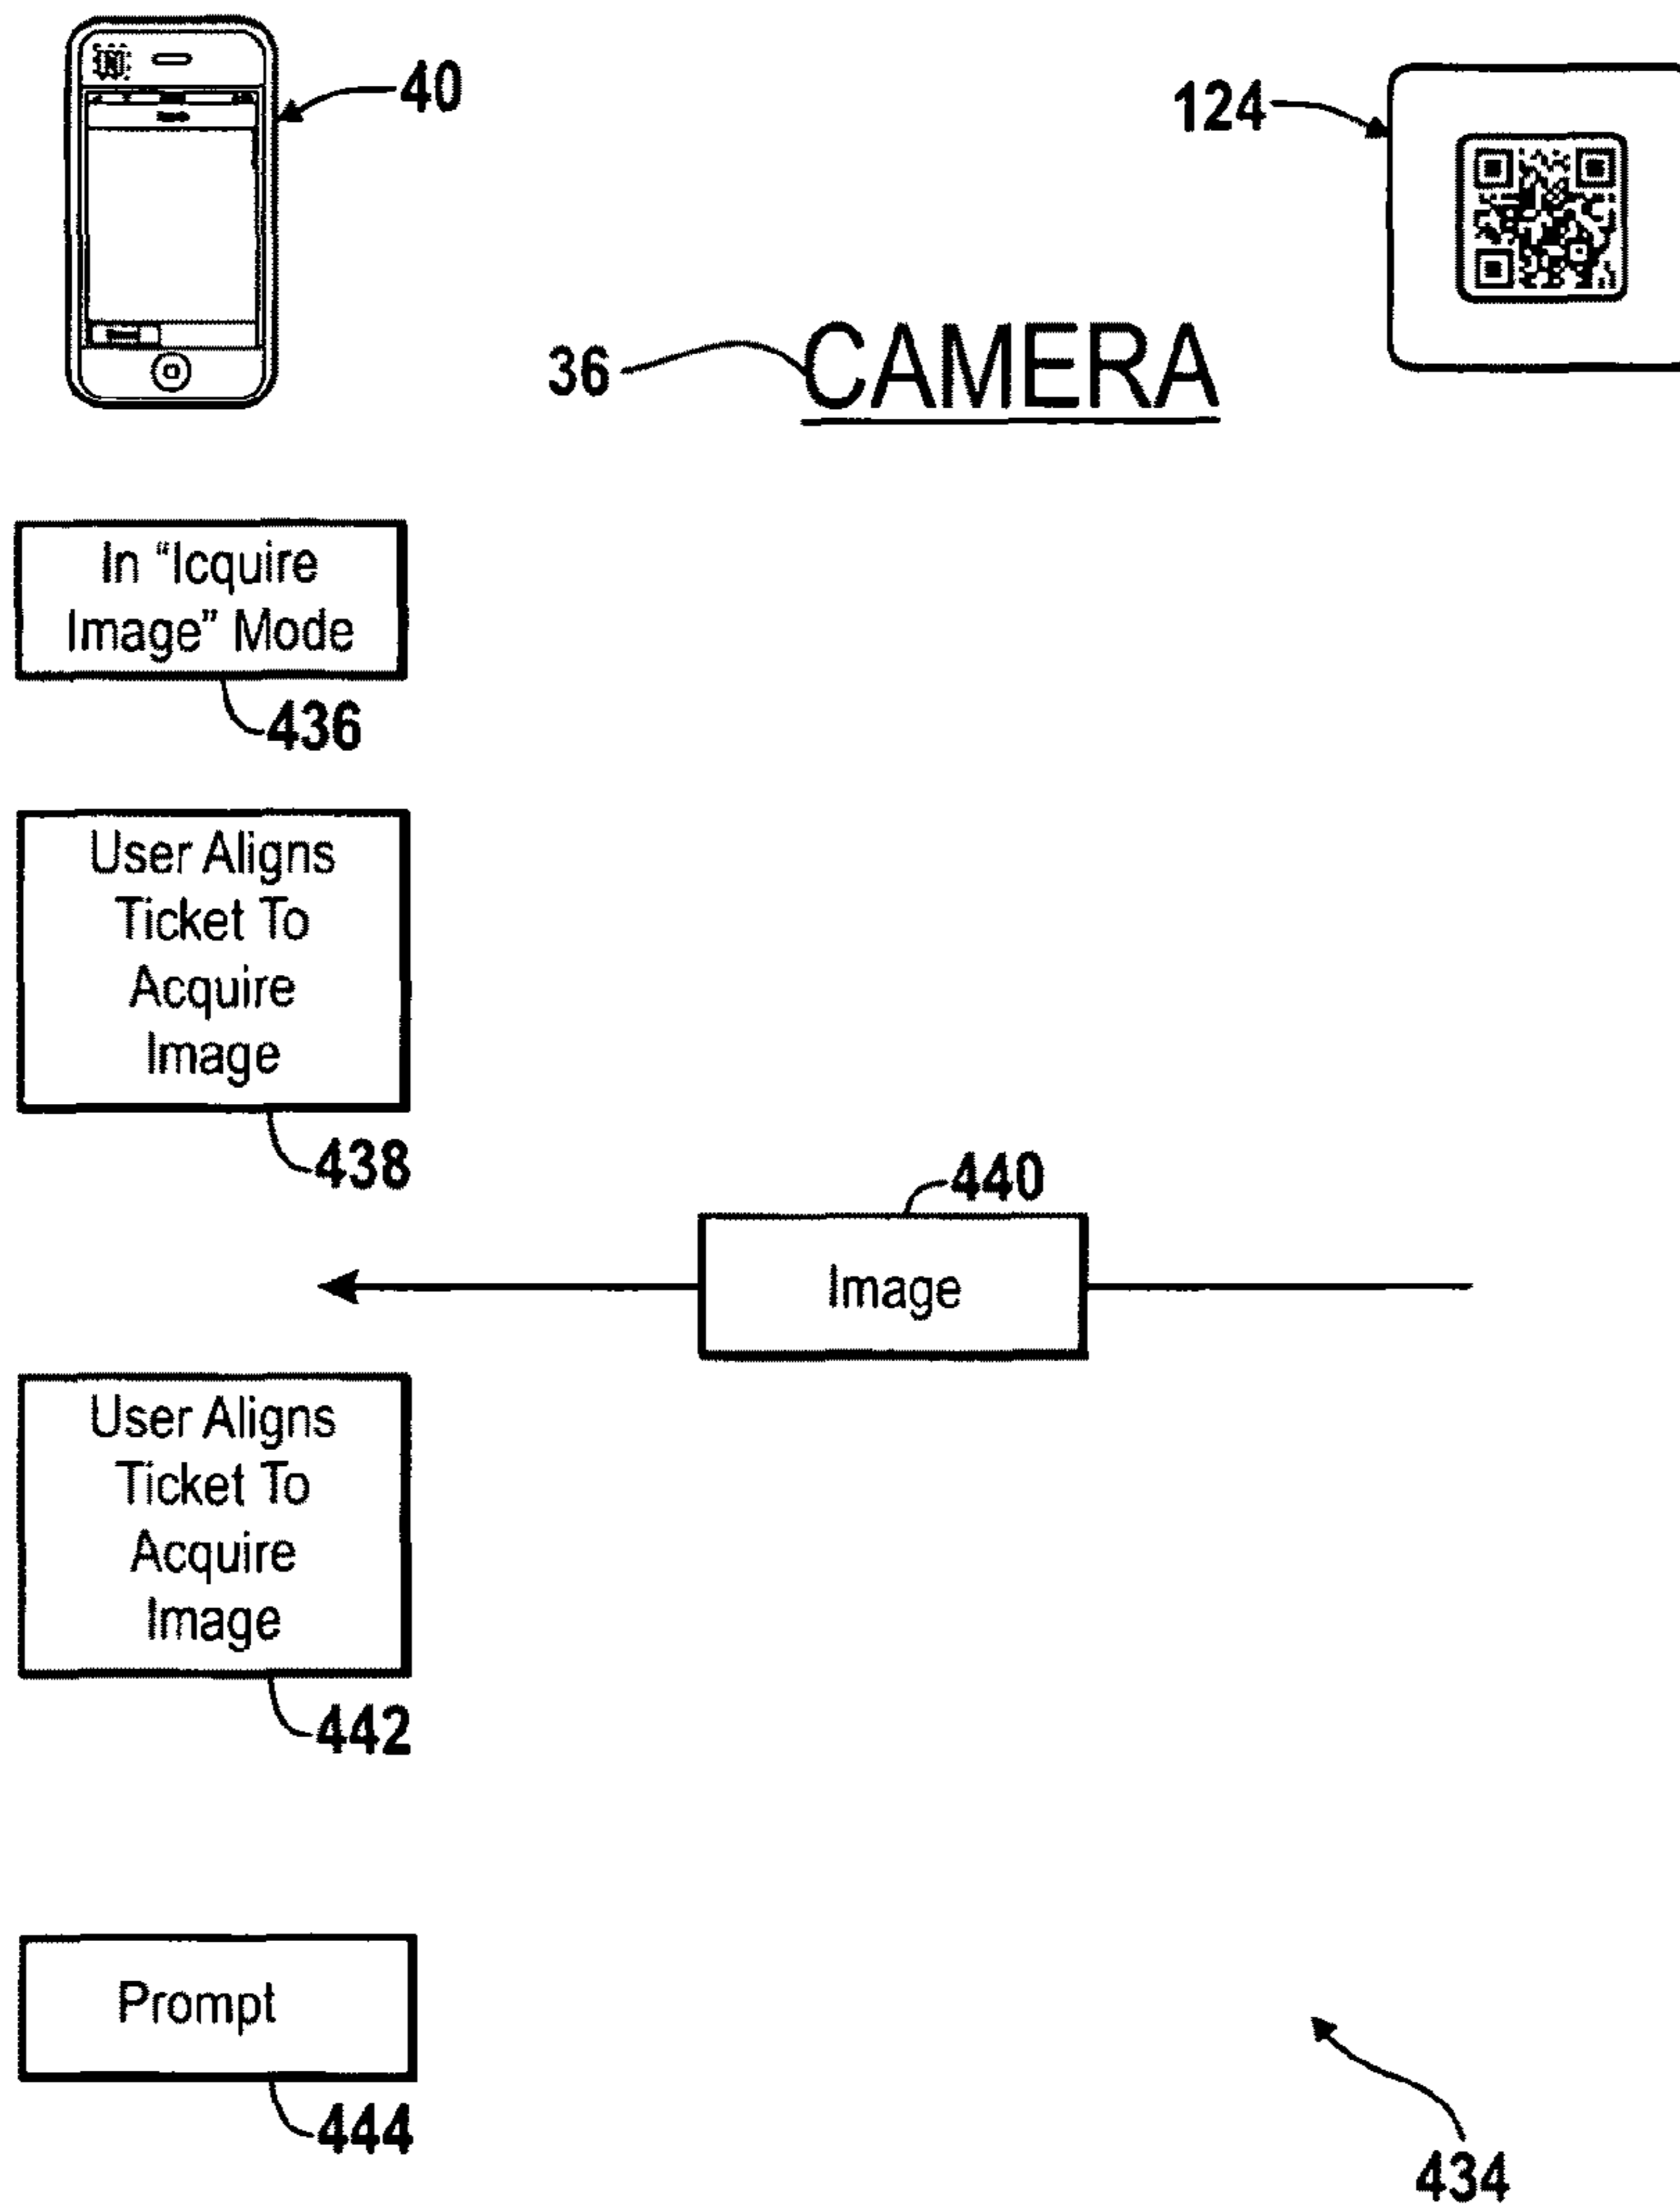 40
124
36
CAMERA
In “Icquire
Image” Mode
436
User Aligns
Ticket To
Acquire
Image
438
440
Image
User Aligns
Ticket To
Acquire
Image
442
Prompt
444
434